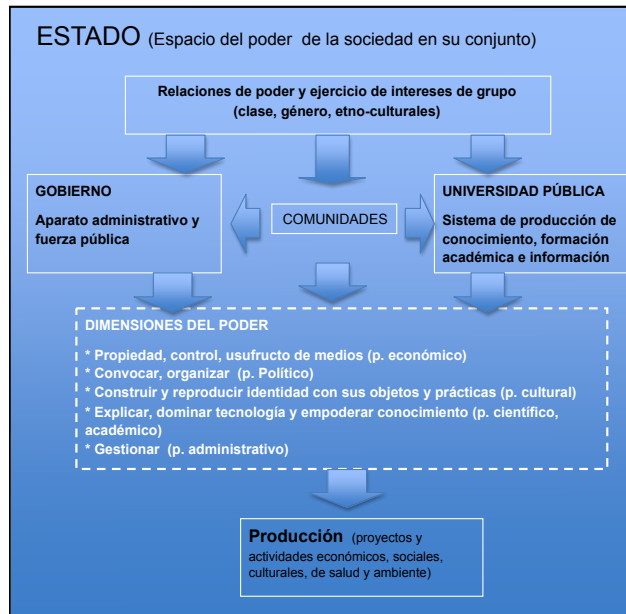 ESTADO (Espacio del poder de la sociedad en su conjunto)
Relaciones de poder y ejercicio de intereses de grupo
(clase, género, etno-culturales)
GOBIERNO
Aparato administrativo y
fuerza pública
COMUNIDADES
UNIVERSIDAD PÚBLICA
Sistema de producción de
conocimiento, formación
académica e información
DIMENSIONES DEL PODER
* Propiedad, control, usufructo de medios (p. económico)
* Convocar, organizar (p. Político)
* Construir y reproducir identidad con sus objetos y prácticas (p. cultural)
* Explicar, dominar tecnología y empoderar conocimiento (p. científico,
académico)
* Gestionar (p. administrativo)
Producción (proyectos y
actividades económicos, sociales,
culturales, de salud y ambiente)